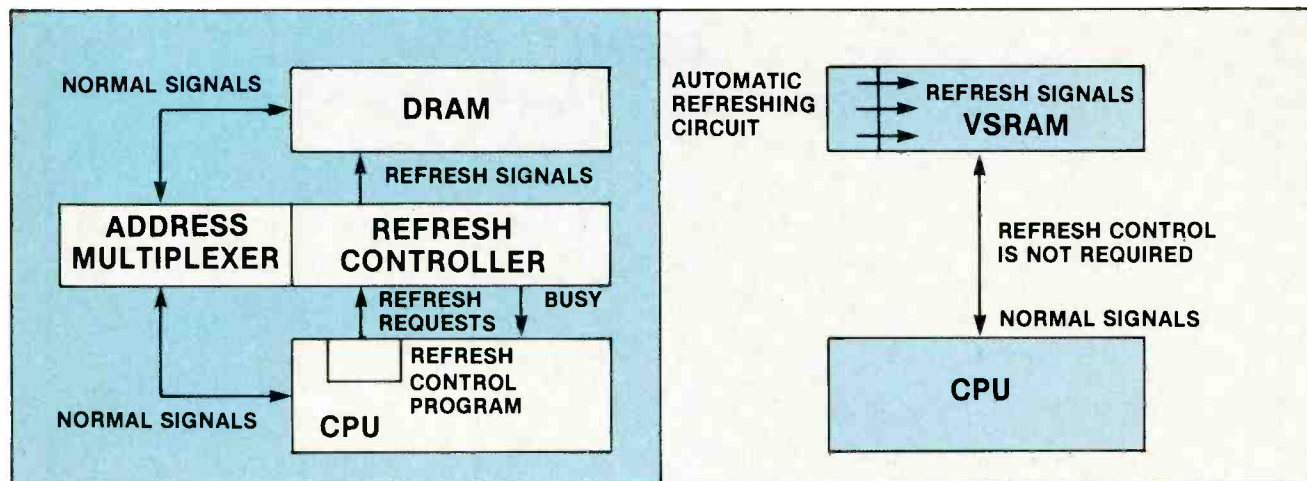 NORMAL SIGNALS
DRAM
REFRESH SIGNALS
ADDRESS
MULTIPLEXER
REFRESH
CONTROLLER
REFRESH
REQUESTS
BUSY
REFRESH
CONTROL
PROGRAM
CPU
NORMAL SIGNALS
AUTOMATIC
REFRESHING
CIRCUIT
REFRESH SIGNALS
VSRAM
REFRESH CONTROL
IS NOT REQUIRED
NORMAL SIGNALS
CPU